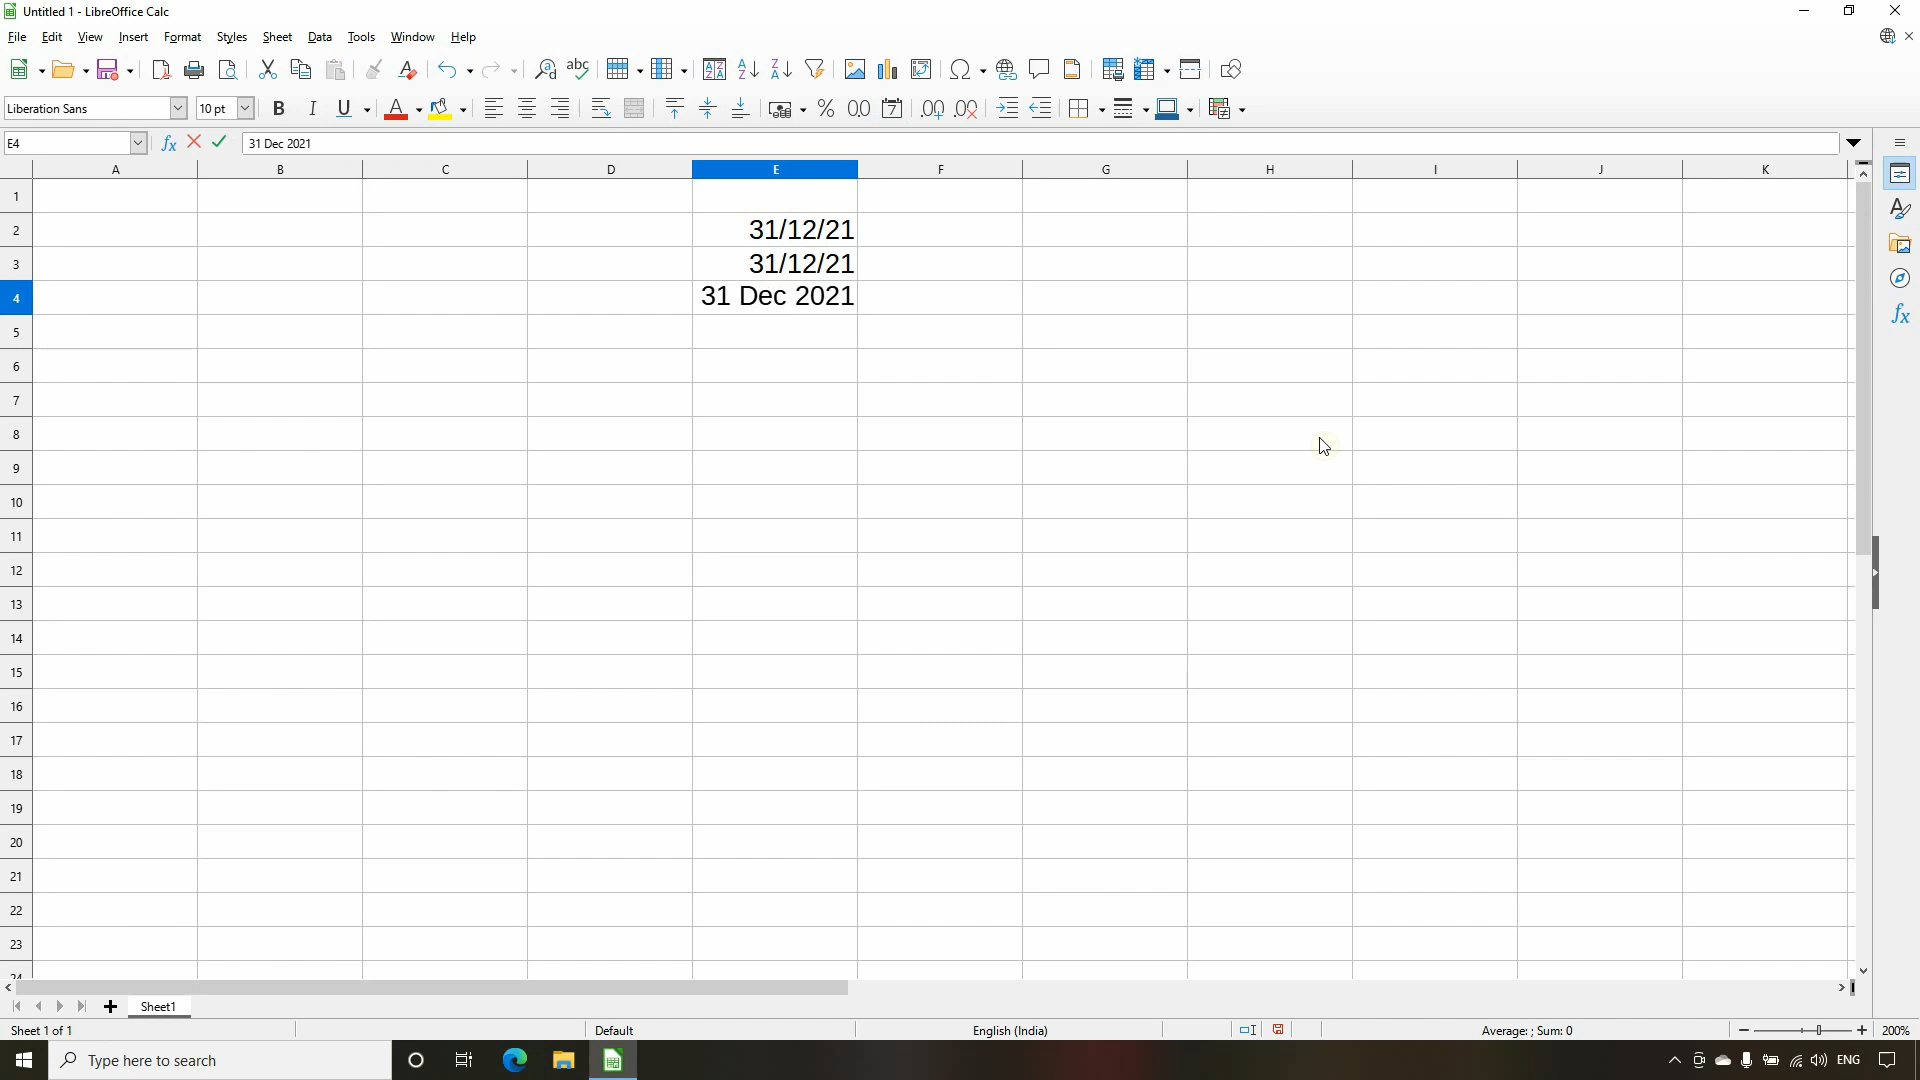 Untitled 1 - LibreOffice Calc
File Edit View Insert Format Styles Sheet Data Tools Window Help
Liberation Sans 10 pt
E4 31 Dec 2021
A B C D E F G H I J K
1
2 31/12/21
3 31/12/21
4 31 Dec 2021
5
6
7
8
9
10
11
12
13
14
15
16
17
18
19
20
21
22
23
24
Sheet1
Sheet 1 of 1 Default English (India) Average: ; Sum: 0 200%
Type here to search ENG